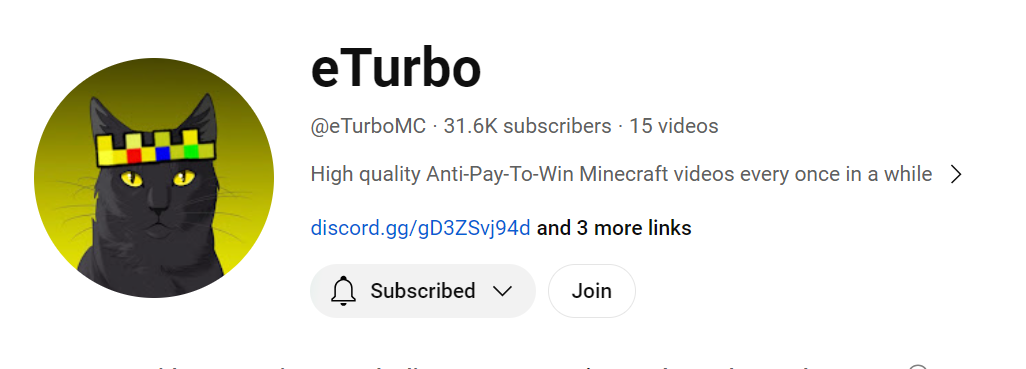 eTurbo
@eTurboMC · 31.6K subscribers · 15 videos
High quality Anti-Pay-To-Win Minecraft videos every once in a while
discord.gg/gD3ZSvj94d and 3 more links
Subscribed
Join